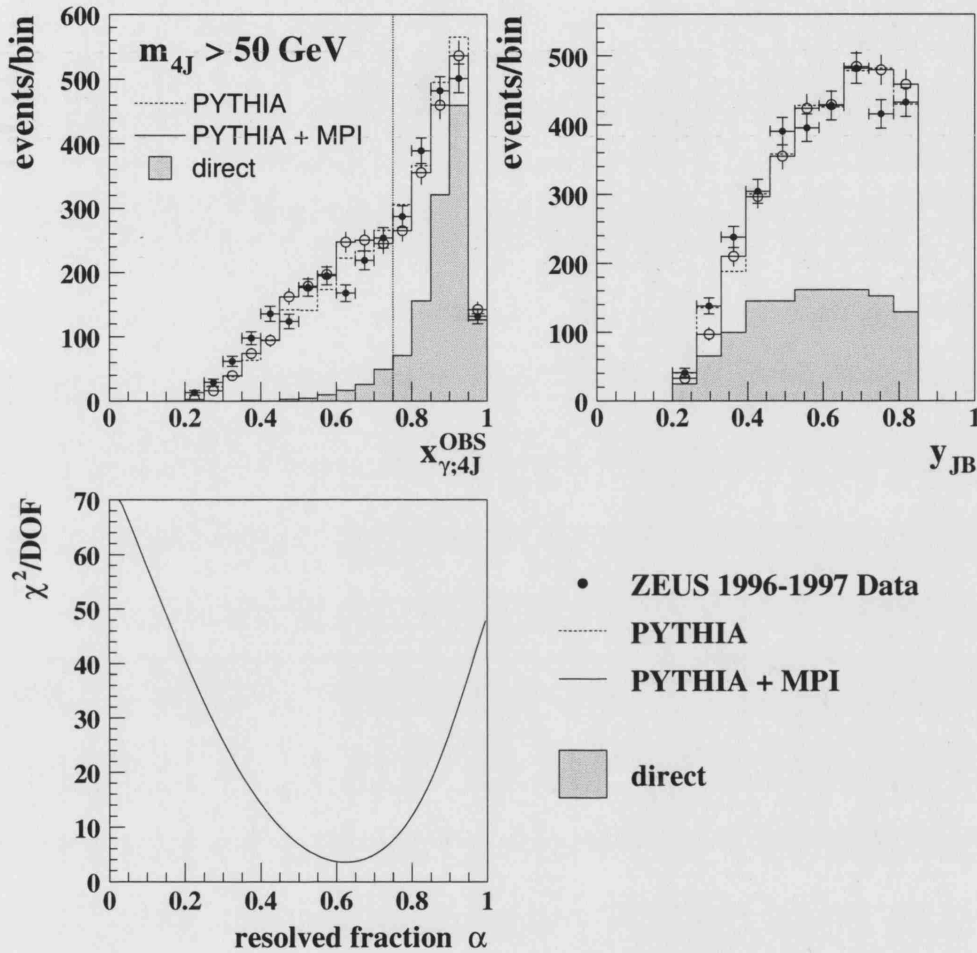 events/bin
600
500
400
300
200
100
0
m4J > 50 GeV
PYTHIA
PYTHIA + MPI
direct
0 0.2 0.4 0.6 0.8 1
x^OBS_γ;4J
events/bin
500
400
300
200
100
0
0 0.2 0.4 0.6 0.8 1
y_JB
χ²/DOF
70
60
50
40
30
20
10
0
0 0.2 0.4 0.6 0.8 1
resolved fraction α
ZEUS 1996-1997 Data
PYTHIA
PYTHIA + MPI
direct